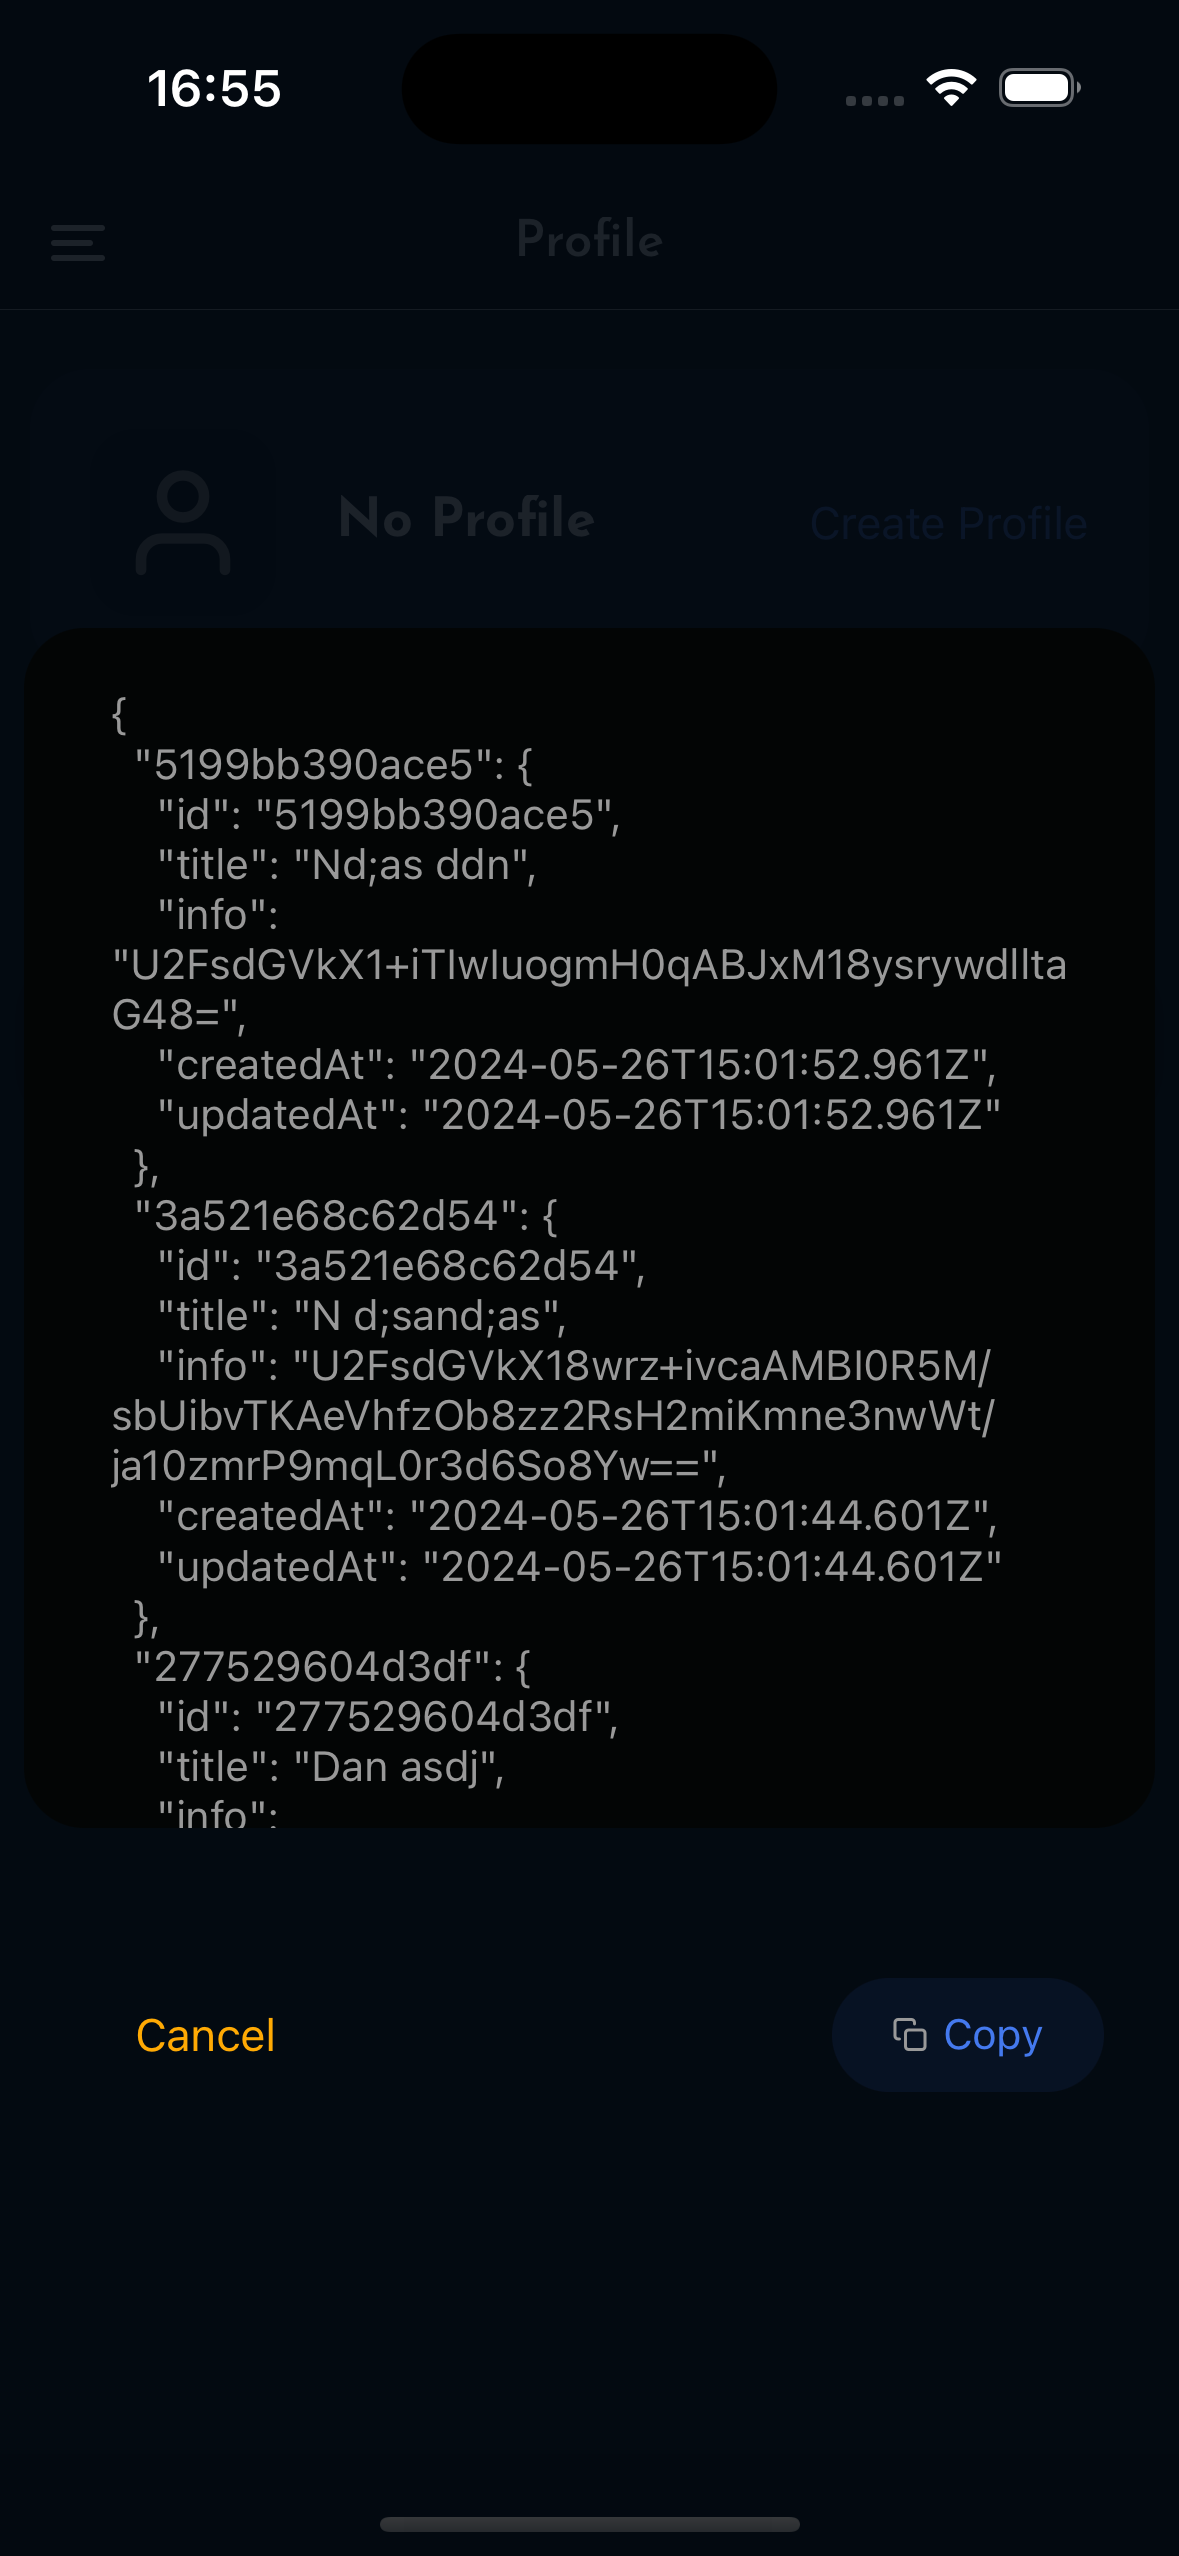 16:55
Profile
No Profile
Create Profile
{
"5199bb390ace5": {
"id": "5199bb390ace5",
"title": "Nd;as ddn",
"info":
"U2FsdGVkX1+iTIwIuogmH0qABJxM18ysrywdllta
G48=",
"createdAt": "2024-05-26T15:01:52.961Z",
"updatedAt": "2024-05-26T15:01:52.961Z"
},
"3a521e68c62d54": {
"id": "3a521e68c62d54",
"title": "N d;sand;as",
"info": "U2FsdGVkX18wrz+ivcaAMBI0R5M/
sbUibvTKAeVhfzOb8zz2RsH2miKmne3nwWt/
ja10zmrP9mqL0r3d6So8Yw==",
"createdAt": "2024-05-26T15:01:44.601Z",
"updatedAt": "2024-05-26T15:01:44.601Z"
},
"277529604d3df": {
"id": "277529604d3df",
"title": "Dan asdj",
"info":
Cancel
Copy